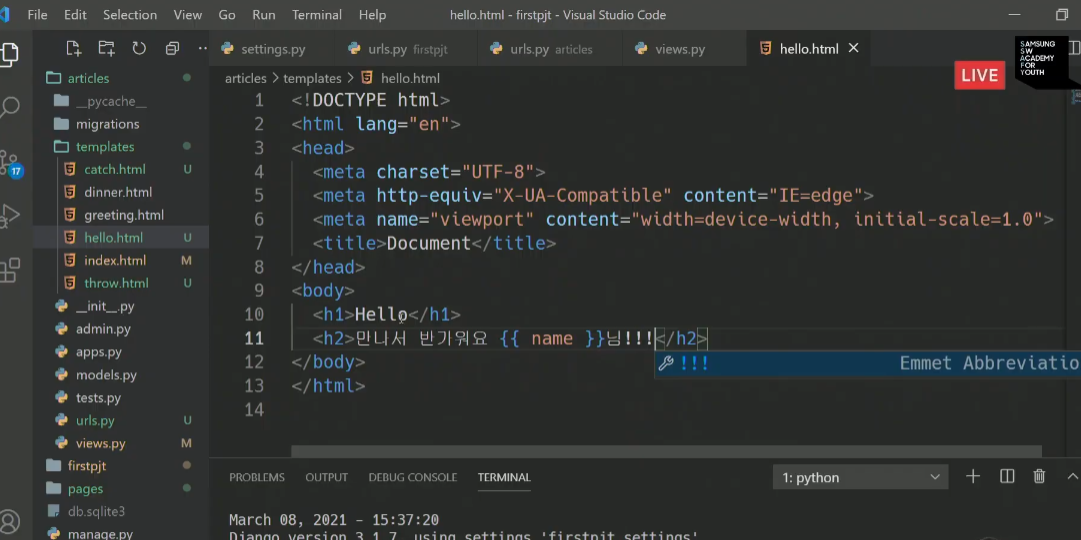 File Edit Selection View Go Run Terminal Help hello.html - firstpjt - Visual Studio Code
settings.py urls.py firstpjt urls.py articles views.py hello.html
SAMSUNG
SW
ACADEMY
FOR
YOUTH
LIVE
articles
__pycache__
migrations
templates
catch.html U
dinner.html
greeting.html
hello.html U
index.html M
throw.html U
__init__.py
admin.py
apps.py
models.py
tests.py
urls.py U
views.py M
firstpjt
pages
db.sqlite3
manage.py
17
articles > templates > hello.html
1 <!DOCTYPE html>
2 <html lang="en">
3 <head>
4 <meta charset="UTF-8">
5 <meta http-equiv="X-UA-Compatible" content="IE=edge">
6 <meta name="viewport" content="width=device-width, initial-scale=1.0">
7 <title>Document</title>
8 </head>
9 <body>
10 <h1>Hello</h1>
11 <h2>만나서 반가워요 {{ name }}님!!!</h2>
!!! Emmet Abbreviatio
12 </body>
13 </html>
14
PROBLEMS OUTPUT DEBUG CONSOLE TERMINAL 1: python
March 08, 2021 - 15:37:20
Django version 3.1.7, using settings 'firstpjt.settings'